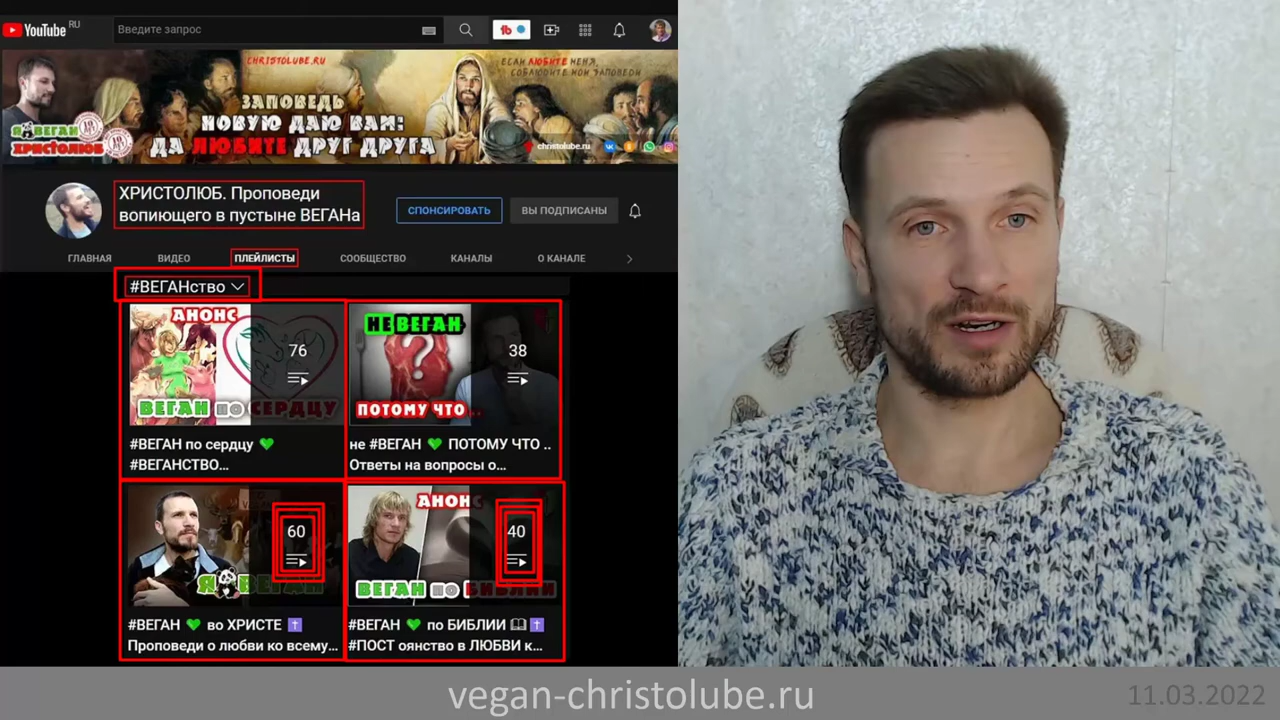 YouTube RU
Введите запрос
CHRISTOLUBE.RU
ЕСЛИ ЛЮБИТЕ МЕНЯ,
СОБЛЮДИТЕ МОИ ЗАПОВЕДИ
ЗАПОВЕДЬ
НОВУЮ ДАЮ ВАМ:
ДА ЛЮБИТЕ ДРУГ ДРУГА
Я ВЕГАН
ХРИСТОЛЮБ
christolube.ru
ХРИСТОЛЮБ. Проповеди
вопиющего в пустыне ВЕГАНа
СПОНСИРОВАТЬ
ВЫ ПОДПИСАНЫ
ГЛАВНАЯ
ВИДЕО
ПЛЕЙЛИСТЫ
СООБЩЕСТВО
КАНАЛЫ
О КАНАЛЕ
#ВЕГАНство
АНОНС
76
ВЕГАН ПО СЕРДЦУ
#ВЕГАН по сердцу
#ВЕГАНСТВО...
НЕ ВЕГАН
38
ПОТОМУ ЧТО..
не #ВЕГАН ПОТОМУ ЧТО ..
Ответы на вопросы о...
60
Я ВЕГАН
#ВЕГАН во ХРИСТЕ
Проповеди о любви ко всему...
АНОНС
40
ВЕГАН ПО БИБЛИИ
#ВЕГАН по БИБЛИИ
#ПОСТ оянство в ЛЮБВИ к...
vegan-christolube.ru
11.03.2022